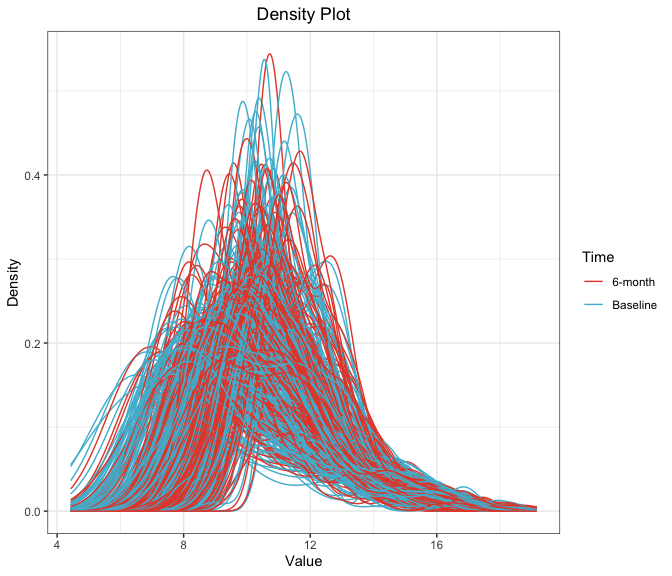 Density Plot
Density
0.4
0.2
0.0
4
8
12
16
Value
Time
6-month
Baseline